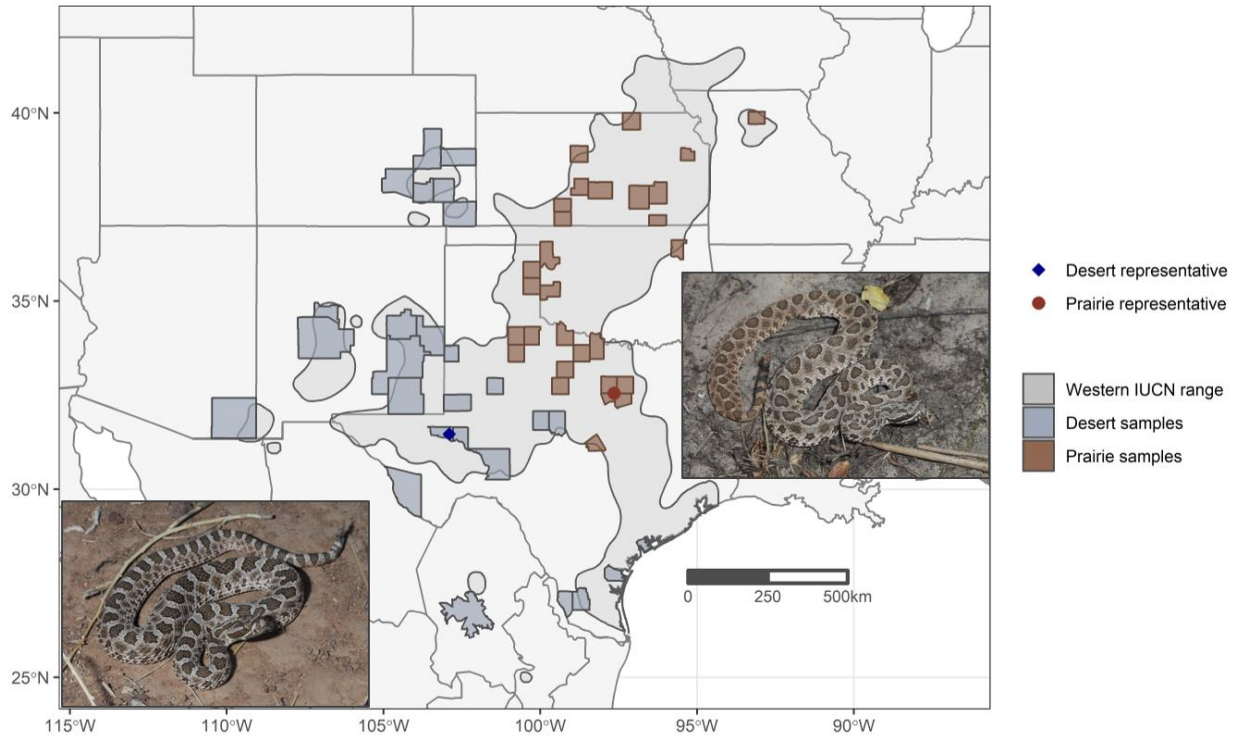 40°N
35°N
30°N
25°N
115°W
110°W
105°W
100°W
95°W
90°W
0
250
500km
Desert representative
Prairie representative
Western IUCN range
Desert samples
Prairie samples